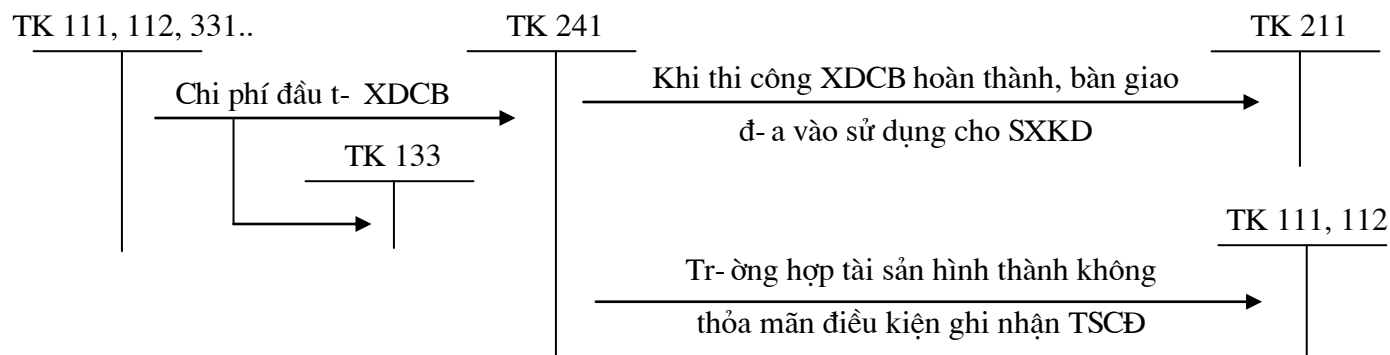 TK 111, 112, 331..
TK 241
TK 211
Chi phí đầu t- XDCB
Khi thi công XDCB hoàn thành, bàn giao
đ- a vào sử dụng cho SXKD
TK 133
TK 111, 112
Tr- ờng hợp tài sản hình thành không
thỏa mãn điều kiện ghi nhận TSCĐ